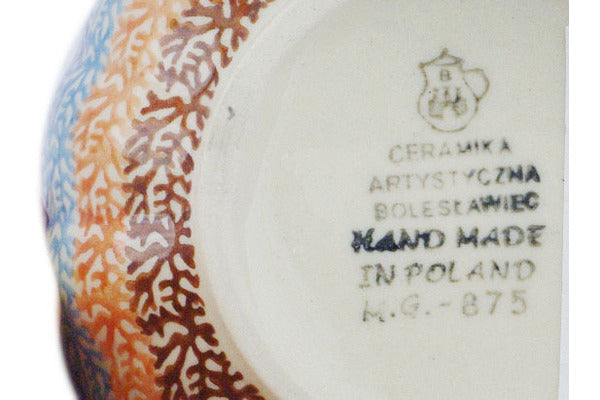 B
CERAMIKA
ARTYSTYCZNA
BOLESŁAWIEC
HAND MADE
IN POLAND
M.G.-875